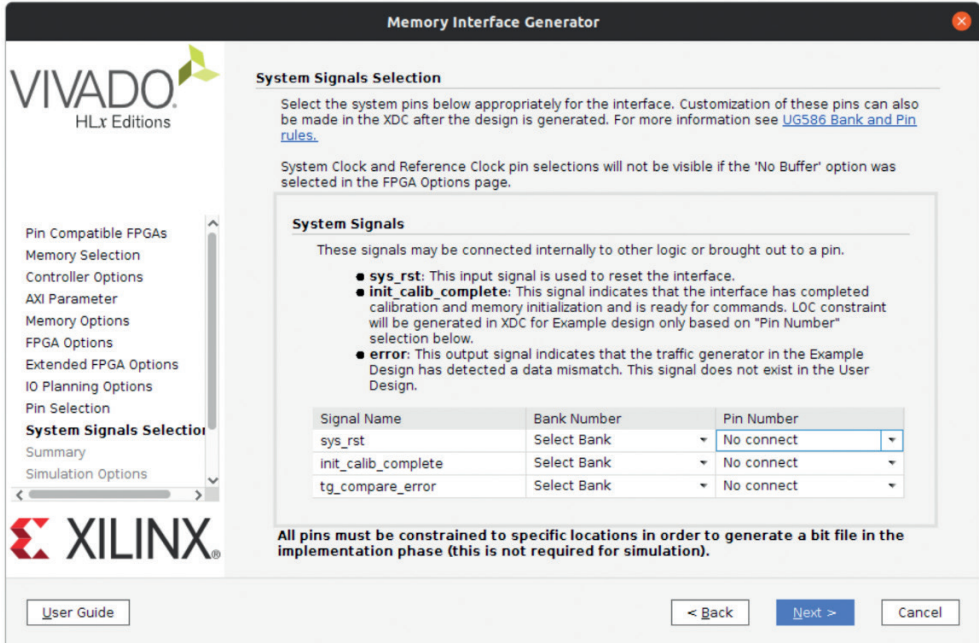 Memory Interface Generator
VIVADO.
HLx Editions
Pin Compatible FPGAs
Memory Selection
Controller Options
AXI Parameter
Memory Options
FPGA Options
Extended FPGA Options
IO Planning Options
Pin Selection
System Signals Selection
Summary
Simulation Options
XILINX®
System Signals Selection
Select the system pins below appropriately for the interface. Customization of these pins can also
be made in the XDC after the design is generated. For more information see UG586 Bank and Pin
rules.
System Clock and Reference Clock pin selections will not be visible if the 'No Buffer' option was
selected in the FPGA Options page.
System Signals
These signals may be connected internally to other logic or brought out to a pin.
● sys_rst: This input signal is used to reset the interface.
● init_calib_complete: This signal indicates that the interface has completed
calibration and memory initialization and is ready for commands. LOC constraint
will be generated in XDC for Example design only based on "Pin Number"
selection below.
● error: This output signal indicates that the traffic generator in the Example
Design has detected a data mismatch. This signal does not exist in the User
Design.
Signal Name Bank Number Pin Number
sys_rst Select Bank No connect
init_calib_complete Select Bank No connect
tg_compare_error Select Bank No connect
All pins must be constrained to specific locations in order to generate a bit file in the
implementation phase (this is not required for simulation).
User Guide < Back Next > Cancel